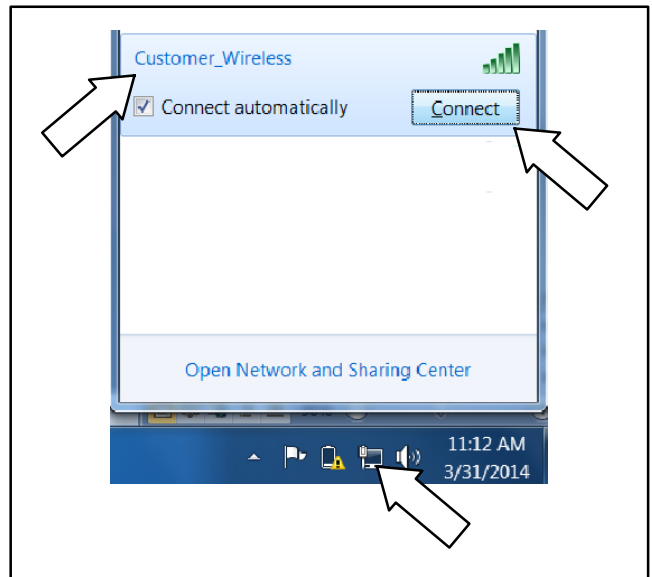 Customer_Wireless
Connect automatically
Connect
Open Network and Sharing Center
11:12 AM
3/31/2014